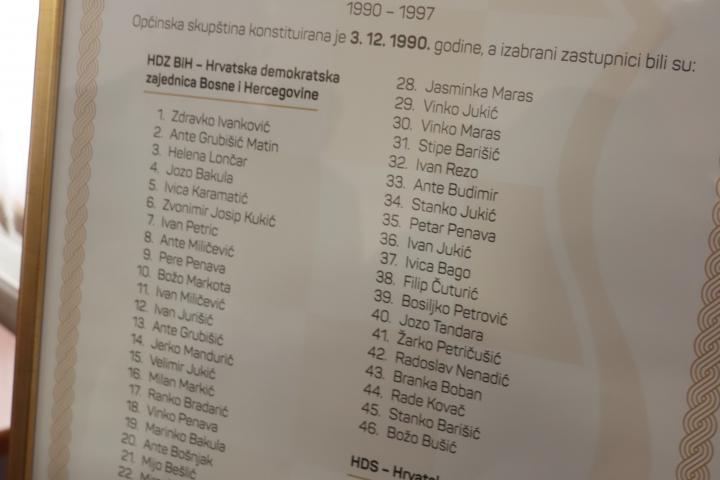 1990 – 1997
Općinska skupština konstituirana je 3. 12. 1990. godine, a izabrani zastupnici bili su:
HDZ BiH – Hrvatska demokratska
zajednica Bosne i Hercegovine
1. Zdravko Ivanković
2. Ante Grubišić Matin
3. Helena Lončar
4. Jozo Bakula
5. Ivica Karamatić
6. Zvonimir Josip Kukić
7. Ivan Petric
8. Ante Miličević
9. Pere Penava
10. Božo Markota
11. Ivan Miličević
12. Ivan Jurišić
13. Ante Grubišić
14. Jerko Mandurić
15. Velimir Jukić
16. Milan Markić
17. Ranko Bradarić
18. Vinko Penava
19. Marinko Bakula
20. Ante Bošnjak
21. Mijo Bešlić
22.
28. Jasminka Maras
29. Vinko Jukić
30. Vinko Maras
31. Stipe Barišić
32. Ivan Rezo
33. Ante Budimir
34. Stanko Jukić
35. Petar Penava
36. Ivan Jukić
37. Ivica Bago
38. Filip Čuturić
39. Bosiljko Petrović
40. Jozo Tandara
41. Žarko Petričušić
42. Radoslav Nenadić
43. Branka Boban
44. Rade Kovač
45. Stanko Barišić
46. Božo Bušić
HDS –